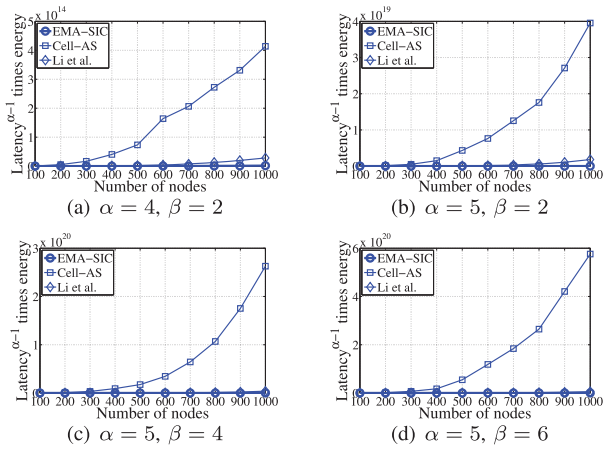 x 10^14
5
4
3
2
1
0
Latency^α−1 times energy
EMA−SIC
Cell−AS
Li et al.
100 200 300 400 500 600 700 800 900 1000
Number of nodes
(a) α = 4, β = 2
x 10^19
4
3
2
1
0
Latency^α−1 times energy
EMA−SIC
Cell−AS
Li et al.
100 200 300 400 500 600 700 800 900 1000
Number of nodes
(b) α = 5, β = 2
x 10^20
3
2
1
0
Latency^α−1 times energy
EMA−SIC
Cell−AS
Li et al.
100 200 300 400 500 600 700 800 900 1000
Number of nodes
(c) α = 5, β = 4
x 10^20
6
4
2
0
Latency^α−1 times energy
EMA−SIC
Cell−AS
Li et al.
100 200 300 400 500 600 700 800 900 1000
Number of nodes
(d) α = 5, β = 6